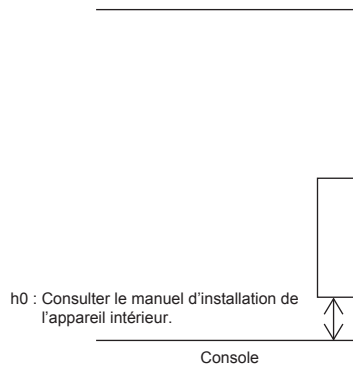 h0 : Consulter le manuel d’installation de
l’appareil intérieur.
Console